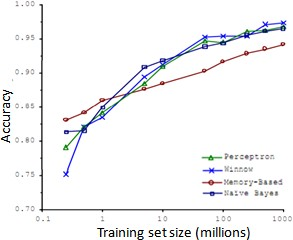 1.00
0.95
0.90
0.85
0.80
0.75
0.70
Accuracy
Perceptron
Winnow
Memory-Based
Naive Bayes
0.1 1 10 100 1000
Training set size (millions)